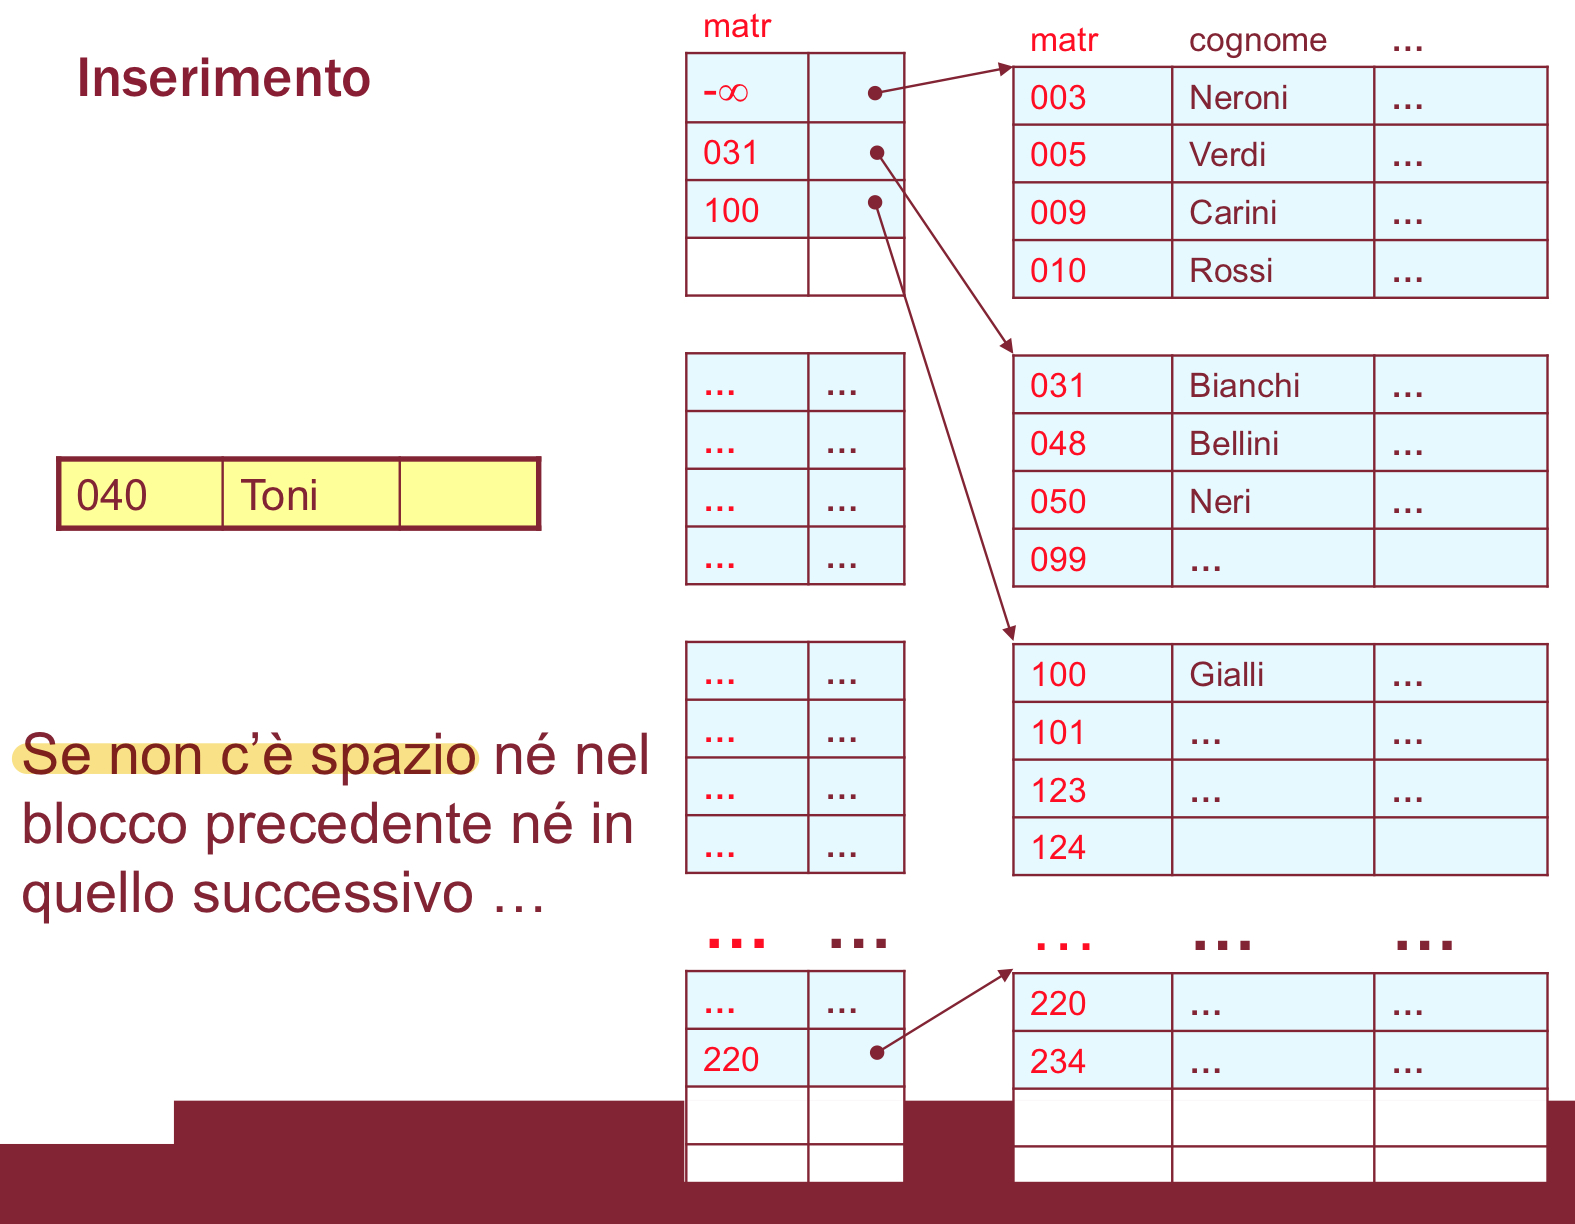 Inserimento
040 Toni
Se non c’è spazio né nel
blocco precedente né in
quello successivo …
matr
-∞
031
100
… …
… …
… …
… …
… …
… …
… …
… …
… …
… …
220
matr cognome …
003 Neroni …
005 Verdi …
009 Carini …
010 Rossi …
031 Bianchi …
048 Bellini …
050 Neri …
099 …
100 Gialli …
101 … …
123 … …
124
… … …
220 … …
234 … …